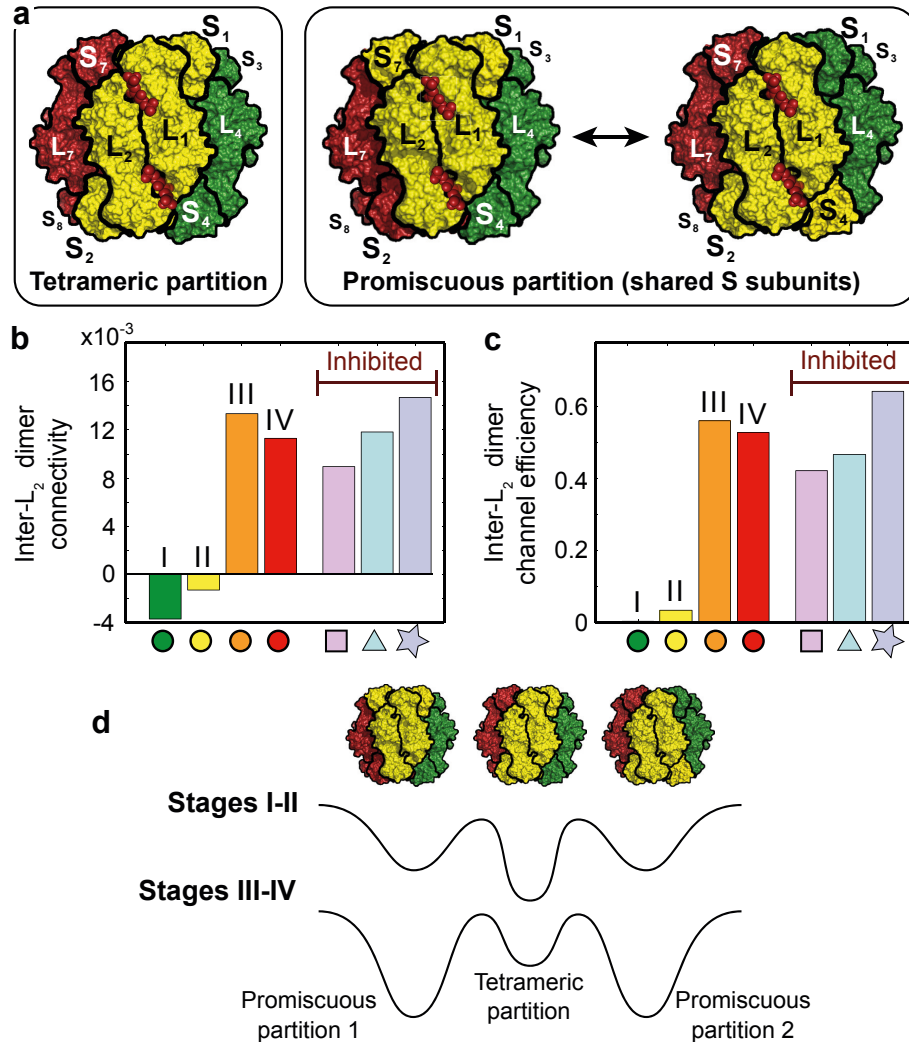 a
S7
S1
S3
L7
L2
L1
L4
S8
S2
S4
Tetrameric partition
S7
S1
S3
L7
L2
L1
L4
S8
S2
S4
S7
S1
S3
L7
L2
L1
L4
S8
S2
S4
Promiscuous partition (shared S subunits)
b
x10-3
Inter-L2 dimer
connectivity
16
12
8
4
0
-4
I
II
III
IV
Inhibited
c
Inter-L2 dimer
channel efficiency
0.6
0.4
0.2
0
I
II
III
IV
Inhibited
d
Stages I-II
Stages III-IV
Promiscuous
partition 1
Tetrameric
partition
Promiscuous
partition 2